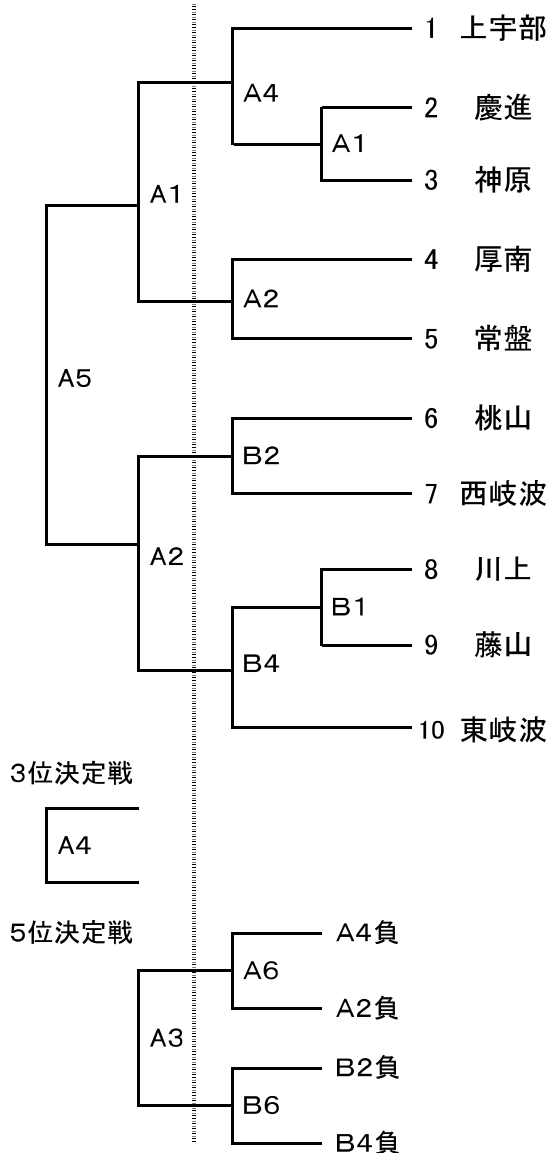 1 上宇部
A4
2 慶進
A1
3 神原
A1
4 厚南
A2
5 常盤
A5
6 桃山
B2
7 西岐波
A2
8 川上
B1
9 藤山
B4
10 東岐波
3位決定戦
A4
5位決定戦
A4負
A6
A2負
A3
B2負
B6
B4負